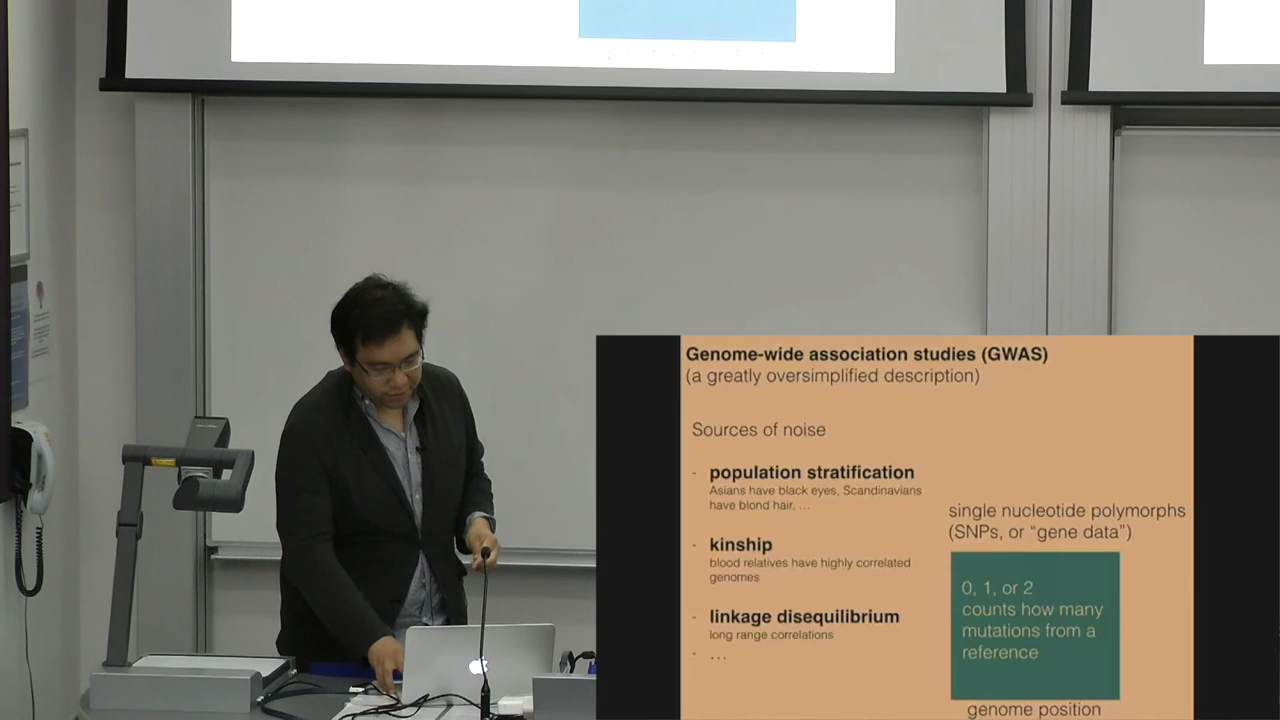 Genome-wide association studies (GWAS)
(a greatly oversimplified description)
Sources of noise
- population stratification
Asians have black eyes, Scandinavians
have blond hair, ...
- kinship
blood relatives have highly correlated
genomes
- linkage disequilibrium
long range correlations
- ...
single nucleotide polymorphs
(SNPs, or “gene data”)
0, 1, or 2
counts how many
mutations from a
reference
genome position